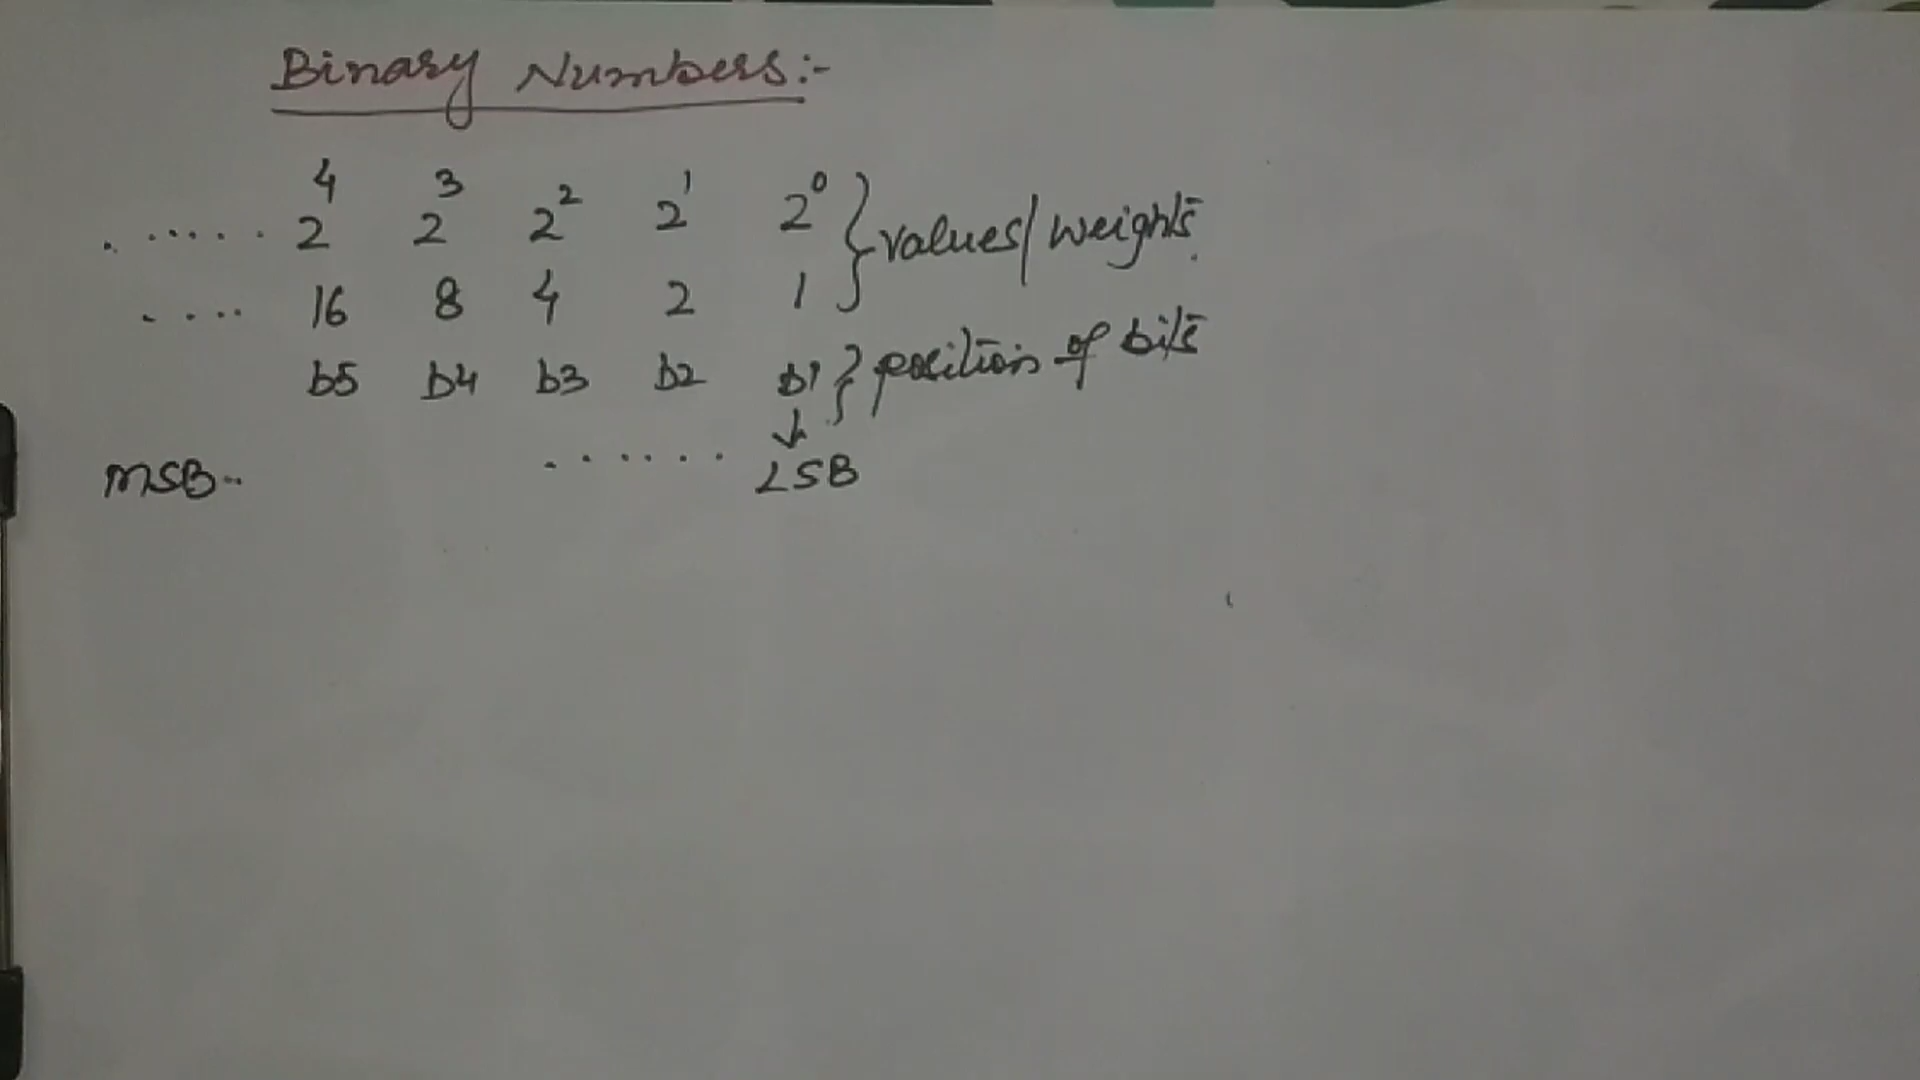 Binary Numbers:-
...... 2⁴ 2³ 2² 2¹ 2⁰ } values/weights.
.... 16 8 4 2 1
b5 b4 b3 b2 b1 } position of bits
↓
MSB.. ...... LSB